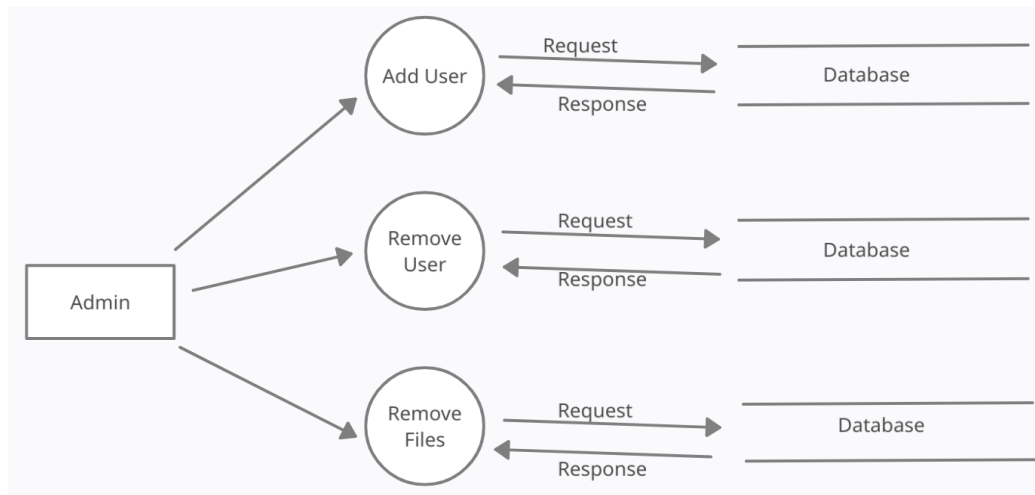 Request
Add User
Database
Response
Request
Remove
User
Database
Response
Admin
Request
Remove
Files
Database
Response